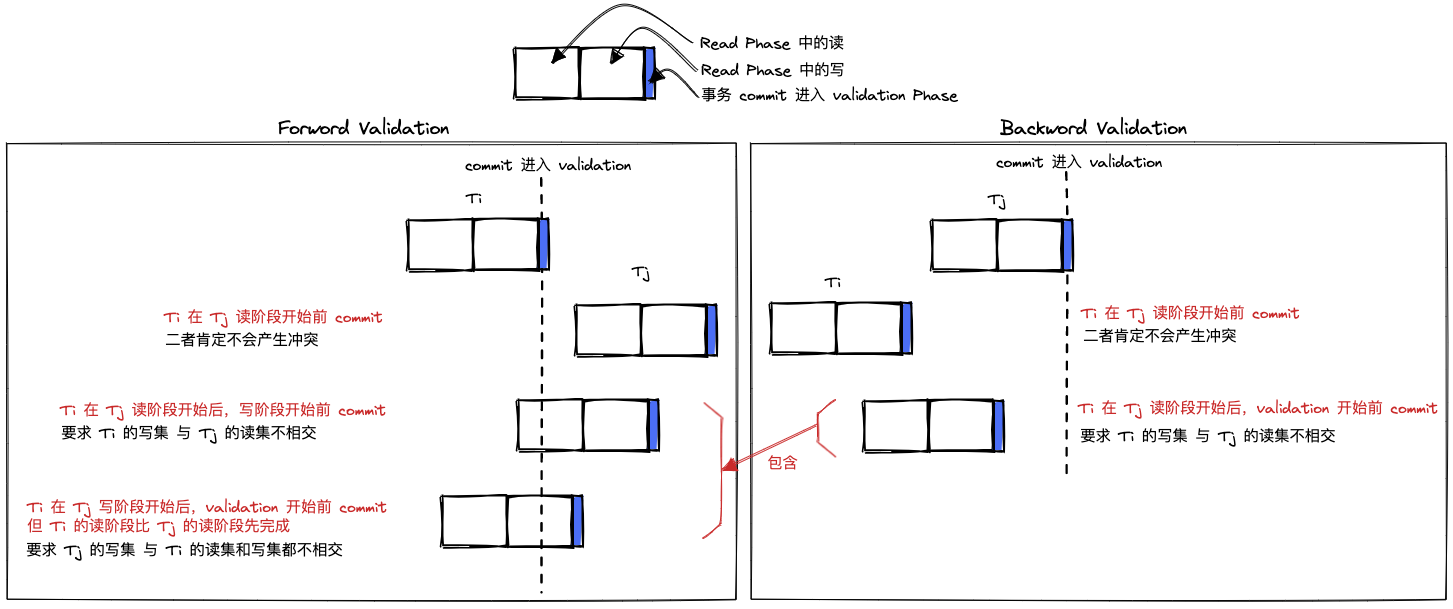 Read Phase 中的读
Read Phase 中的写
事务 commit 进入 validation Phase
Forword Validation
commit 进入 validation
Ti
Tj
Ti 在 Tj 读阶段开始前 commit
二者肯定不会产生冲突
Ti 在 Tj 读阶段开始后，写阶段开始前 commit
要求 Ti 的写集 与 Tj 的读集不相交
Ti 在 Tj 写阶段开始后，validation 开始前 commit
但 Ti 的读阶段比 Tj 的读阶段先完成
要求 Tj 的写集 与 Ti 的读集和写集都不相交
包含
Backword Validation
commit 进入 validation
Tj
Ti
Ti 在 Tj 读阶段开始前 commit
二者肯定不会产生冲突
Ti 在 Tj 读阶段开始后，validation 开始前 commit
要求 Ti 的写集 与 Tj 的读集不相交